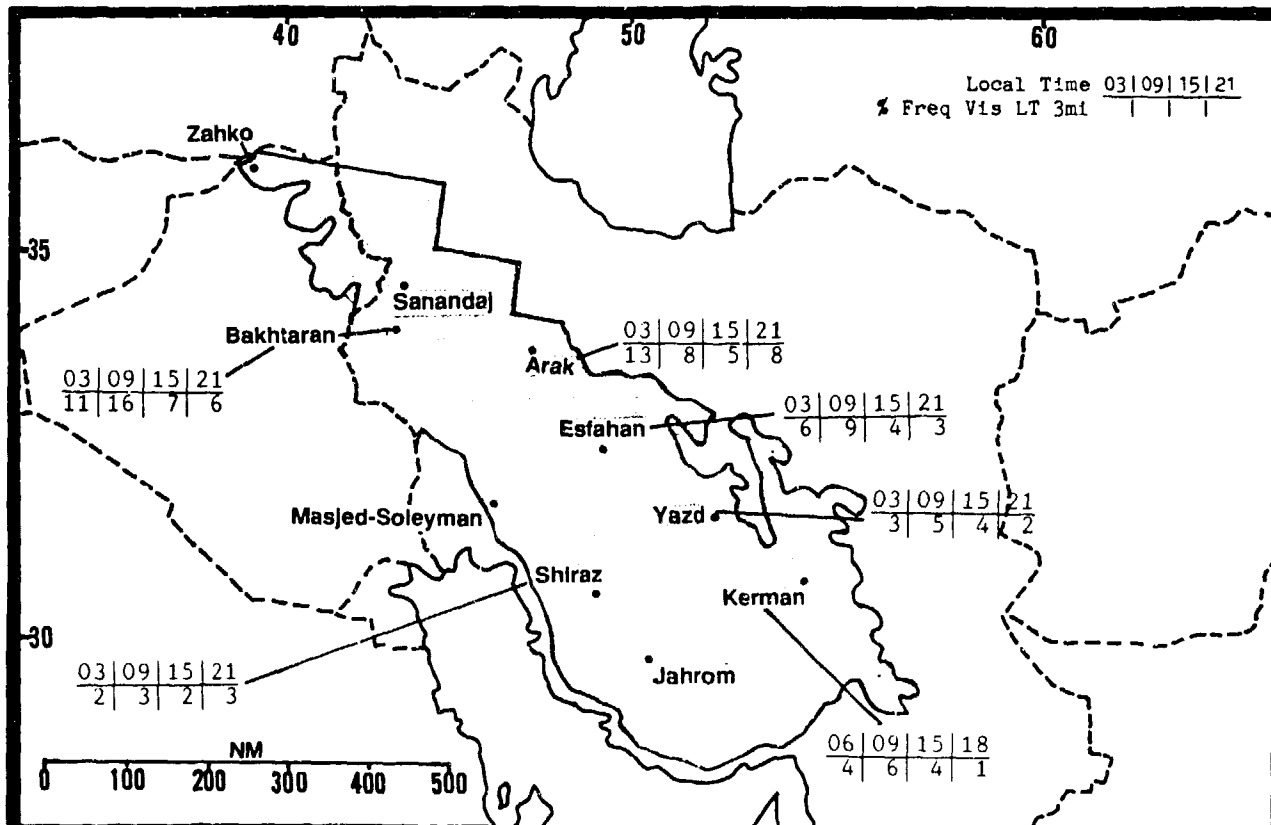 40 50 60
Local Time 03|09|15|21
% Freq Vis LT 3mi | | |
Zahko
35
Sanandaj
Bakhtaran
03|09|15|21
13| 8| 5| 8
Arak
03|09|15|21
11|16| 7| 6
03|09|15|21
6| 9| 4| 3
Esfahan
03|09|15|21
3| 5| 4| 2
Masjed-Soleyman
Yazd
Shiraz
Kerman
30
03|09|15|21
2| 3| 2| 3
Jahrom
06|09|15|18
4| 6| 4| 1
NM
0 100 200 300 400 500